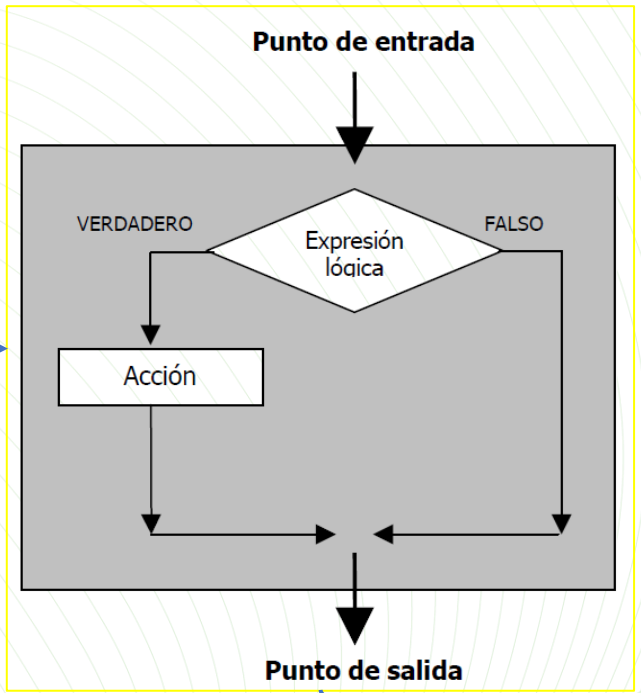 Punto de entrada
VERDADERO
FALSO
Expresión
lógica
Acción
Punto de salida